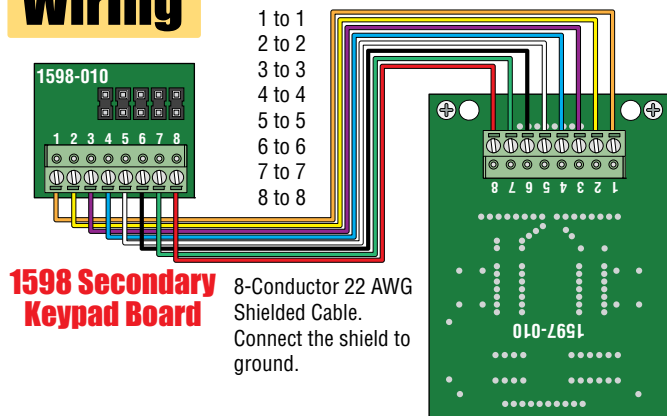 Wiring
1 to 1
2 to 2
3 to 3
4 to 4
5 to 5
6 to 6
7 to 7
8 to 8
1598-010
1 2 3 4 5 6 7 8
8 7 6 5 4 3 2 1
1598 Secondary
Keypad Board
8-Conductor 22 AWG
Shielded Cable.
Connect the shield to
ground.
1597-010